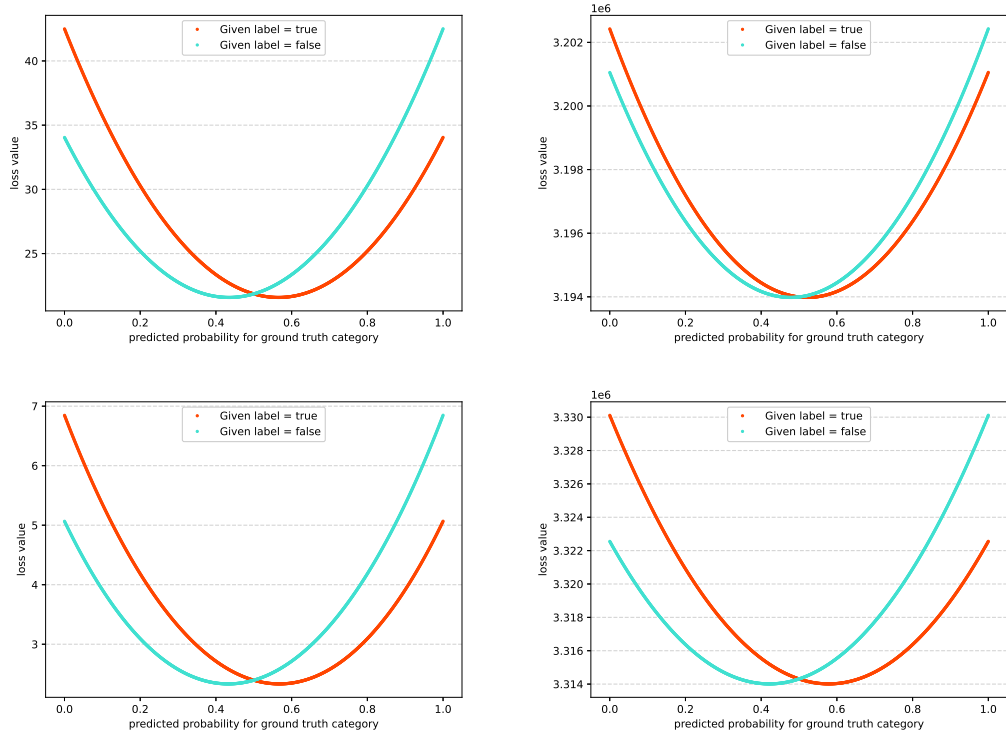 Given label = true
Given label = false
40
35
30
25
loss value
0.0 0.2 0.4 0.6 0.8 1.0
predicted probability for ground truth category
1e6
Given label = true
Given label = false
3.202
3.200
3.198
3.196
3.194
loss value
0.0 0.2 0.4 0.6 0.8 1.0
predicted probability for ground truth category
Given label = true
Given label = false
7
6
5
4
3
loss value
0.0 0.2 0.4 0.6 0.8 1.0
predicted probability for ground truth category
1e6
Given label = true
Given label = false
3.330
3.328
3.326
3.324
3.322
3.320
3.318
3.316
3.314
loss value
0.0 0.2 0.4 0.6 0.8 1.0
predicted probability for ground truth category